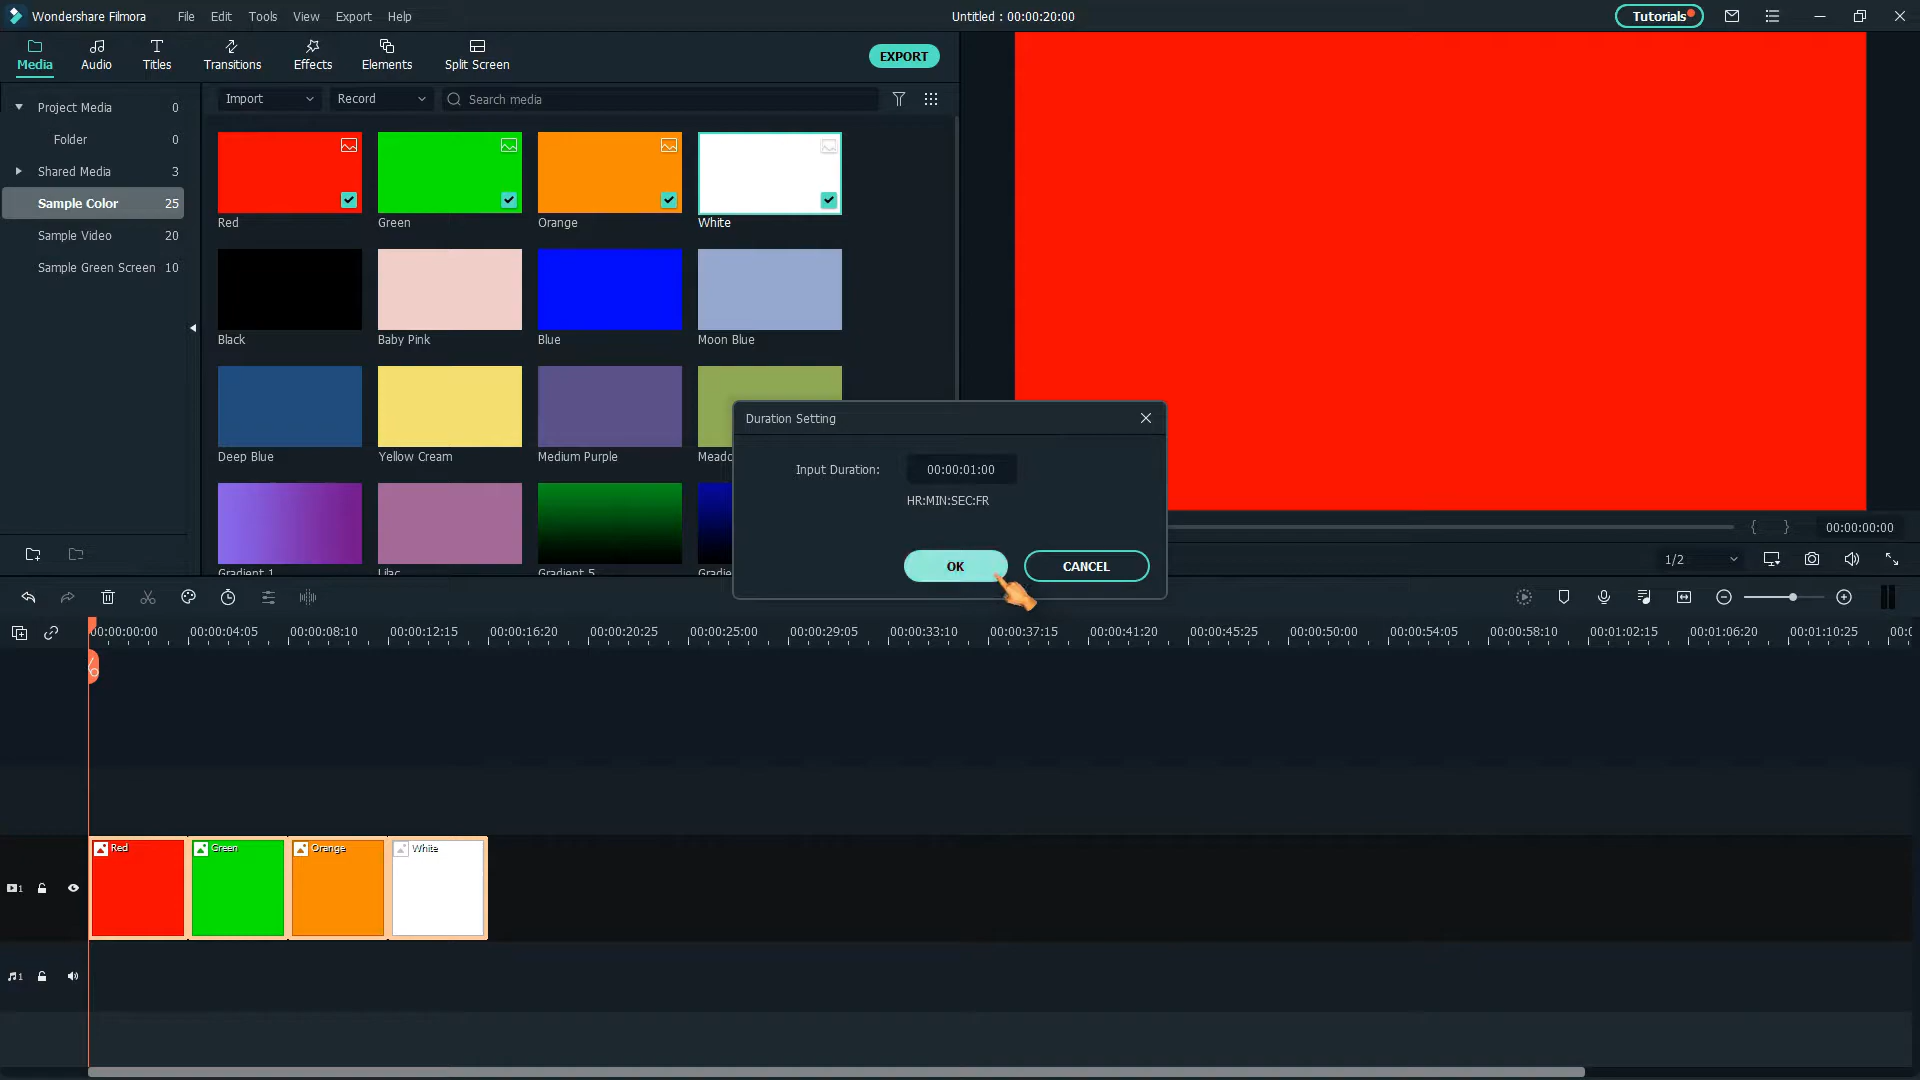 Wondershare Filmora File Edit Tools View Export Help Untitled : 00:00:20:00 Tutorials
Media Audio Titles Transitions Effects Elements Split Screen EXPORT
Import Record Search media
Project Media 0
Folder 0
Shared Media 3
Sample Color 25
Sample Video 20
Sample Green Screen 10
Red Green Orange White
Black Baby Pink Blue Moon Blue
Deep Blue Yellow Cream Medium Purple Meado
Gradient 1 Lilac Gradient 5 Gradie
Duration Setting
Input Duration: 00:00:01:00
HR:MIN:SEC:FR
OK CANCEL
00:00:00:00
1/2
00:00:00:00 00:00:04:05 00:00:08:10 00:00:12:15 00:00:16:20 00:00:20:25 00:00:25:00 00:00:29:05 00:00:33:10 00:00:37:15 00:00:41:20 00:00:45:25 00:00:50:00 00:00:54:05 00:00:58:10 00:01:02:15 00:01:06:20 00:01:10:25 00:0
Red Green Orange White
1
1